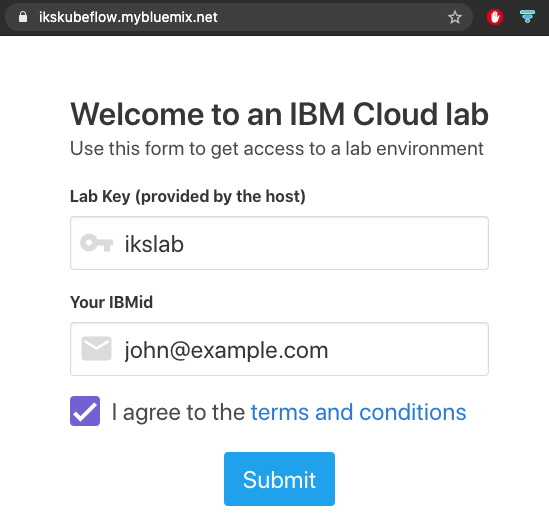 ikskubeflow.mybluemix.net
Welcome to an IBM Cloud lab
Use this form to get access to a lab environment
Lab Key (provided by the host)
ikslab
Your IBMid
john@example.com
I agree to the terms and conditions
Submit